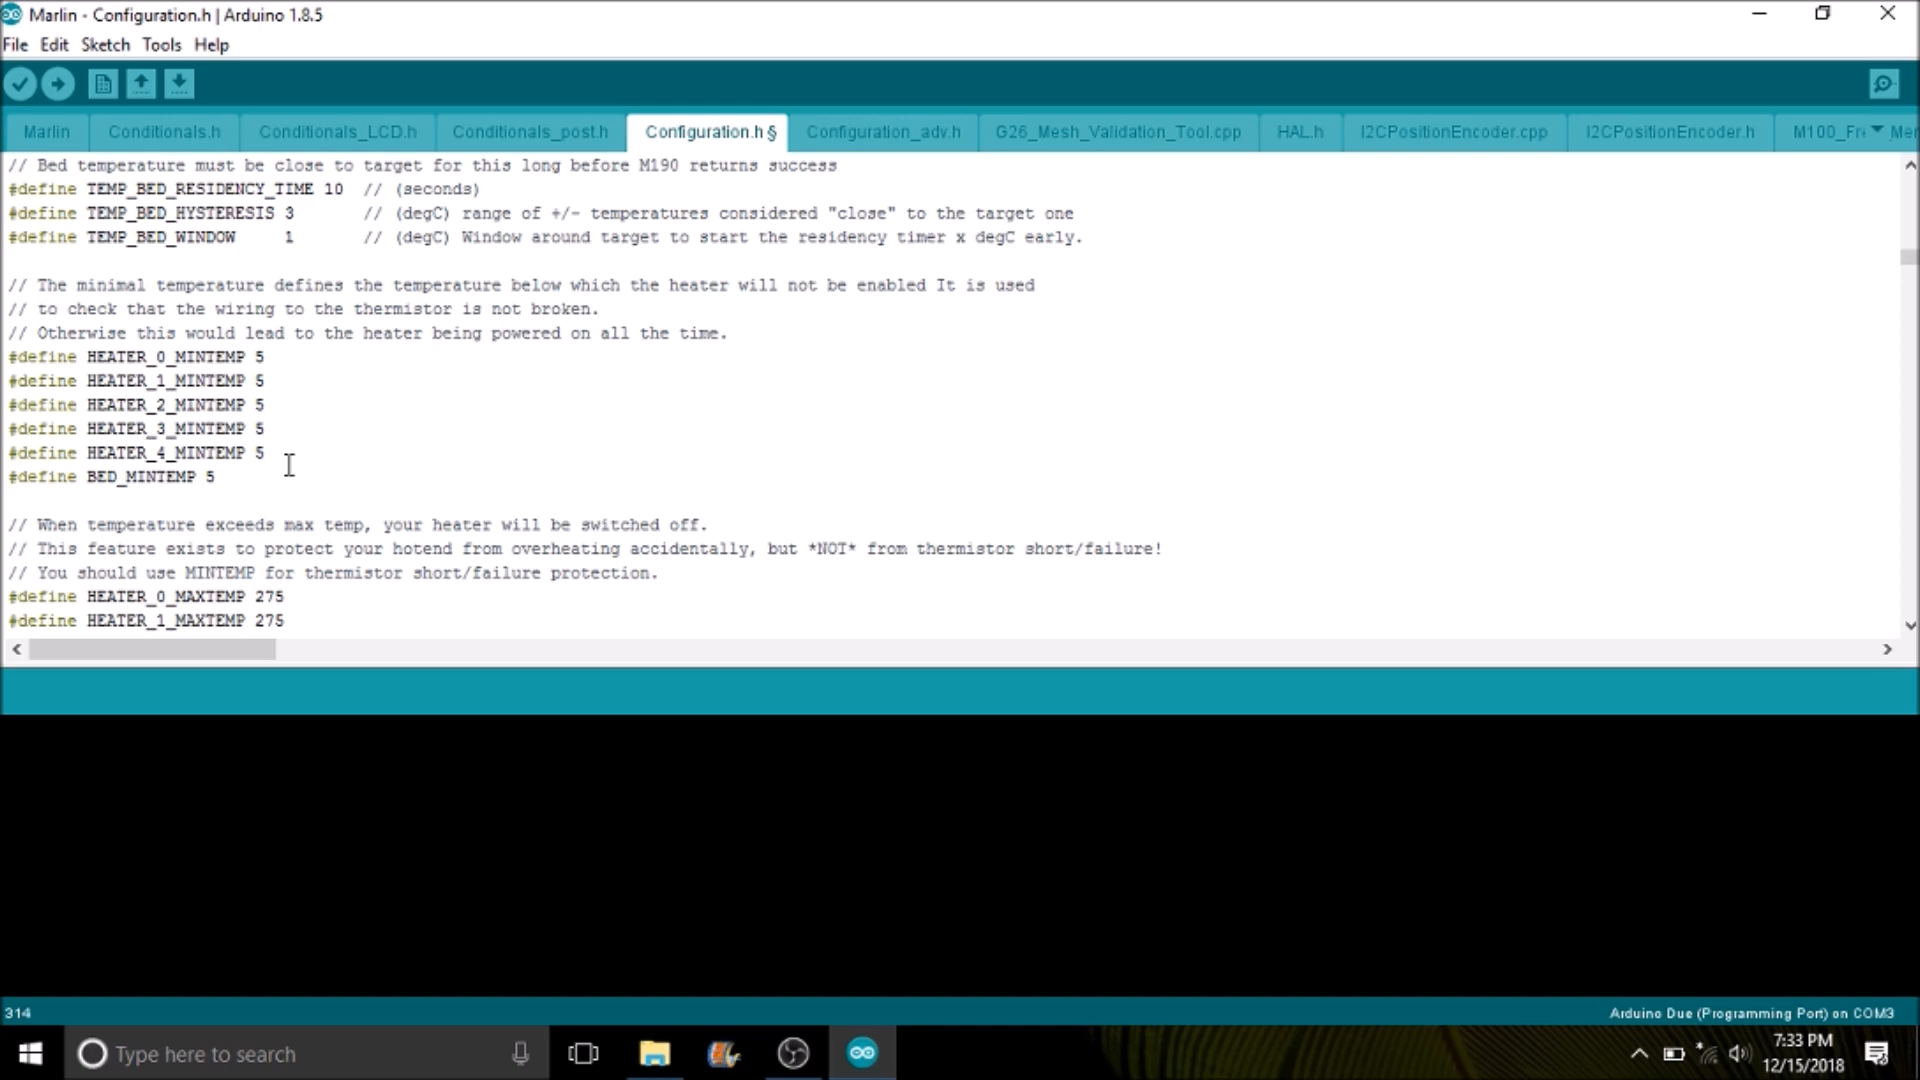 Marlin - Configuration.h | Arduino 1.8.5
File Edit Sketch Tools Help
Marlin Conditionals.h Conditionals_LCD.h Conditionals_post.h Configuration.h § Configuration_adv.h G26_Mesh_Validation_Tool.cpp HAL.h I2CPositionEncoder.cpp I2CPositionEncoder.h
// Bed temperature must be close to target for this long before M190 returns success
#define TEMP_BED_RESIDENCY_TIME 10 // (seconds)
#define TEMP_BED_HYSTERESIS 3 // (degC) range of +/- temperatures considered "close" to the target one
#define TEMP_BED_WINDOW 1 // (degC) Window around target to start the residency timer x degC early.
// The minimal temperature defines the temperature below which the heater will not be enabled It is used
// to check that the wiring to the thermistor is not broken.
// Otherwise this would lead to the heater being powered on all the time.
#define HEATER_0_MINTEMP 5
#define HEATER_1_MINTEMP 5
#define HEATER_2_MINTEMP 5
#define HEATER_3_MINTEMP 5
#define HEATER_4_MINTEMP 5
#define BED_MINTEMP 5
// When temperature exceeds max temp, your heater will be switched off.
// This feature exists to protect your hotend from overheating accidentally, but *NOT* from thermistor short/failure!
// You should use MINTEMP for thermistor short/failure protection.
#define HEATER_0_MAXTEMP 275
#define HEATER_1_MAXTEMP 275
314
Arduino Due (Programming Port) on COM3
Type here to search
7:33 PM
12/15/2018